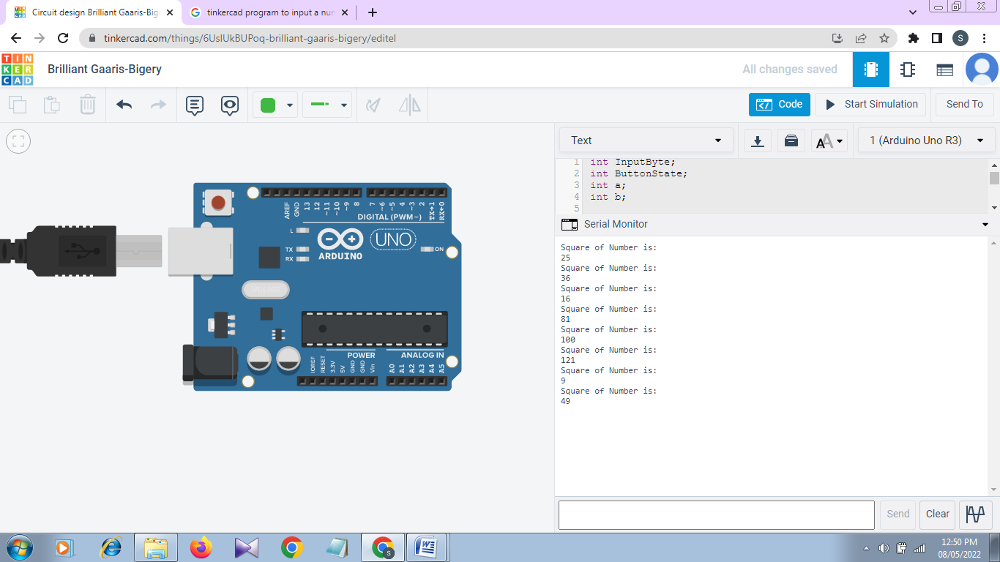 Circuit design Brilliant Gaaris-Biger
tinkercad program to input a nun
tinkercad.com/things/6UslUkBUPoq-brilliant-gaaris-bigery/editel
S
TIN
KER
CAD
Brilliant Gaaris-Bigery
All changes saved
Code
Start Simulation
Send To
Text
1 (Arduino Uno R3)
1 int InputByte;
2 int ButtonState;
3 int a;
4 int b;
5
Serial Monitor
Square of Number is:
25
Square of Number is:
36
Square of Number is:
16
Square of Number is:
81
Square of Number is:
100
Square of Number is:
121
Square of Number is:
9
Square of Number is:
49
Send
Clear
AREF
GND
13
12
~11
~10
~9
8
7
~6
~5
4
~3
2
TX→1
RX←0
DIGITAL (PWM~)
L
TX
RX
ARDUINO
UNO
ON
POWER
ANALOG IN
IOREF
RESET
3.3V
5V
GND
GND
Vin
A0
A1
A2
A3
A4
A5
12:50 PM
08/05/2022